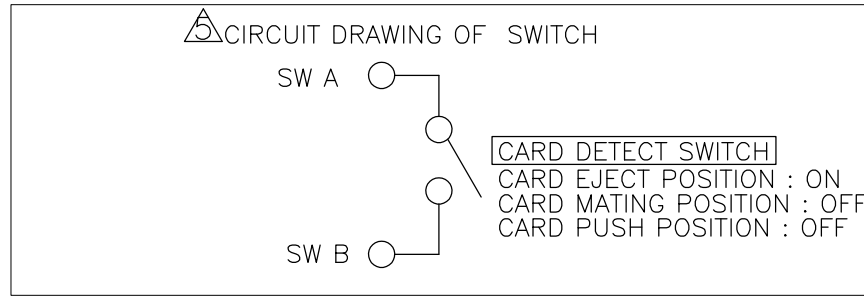 5 CIRCUIT DRAWING OF SWITCH
SW A
CARD DETECT SWITCH
CARD EJECT POSITION : ON
CARD MATING POSITION : OFF
CARD PUSH POSITION : OFF
SW B